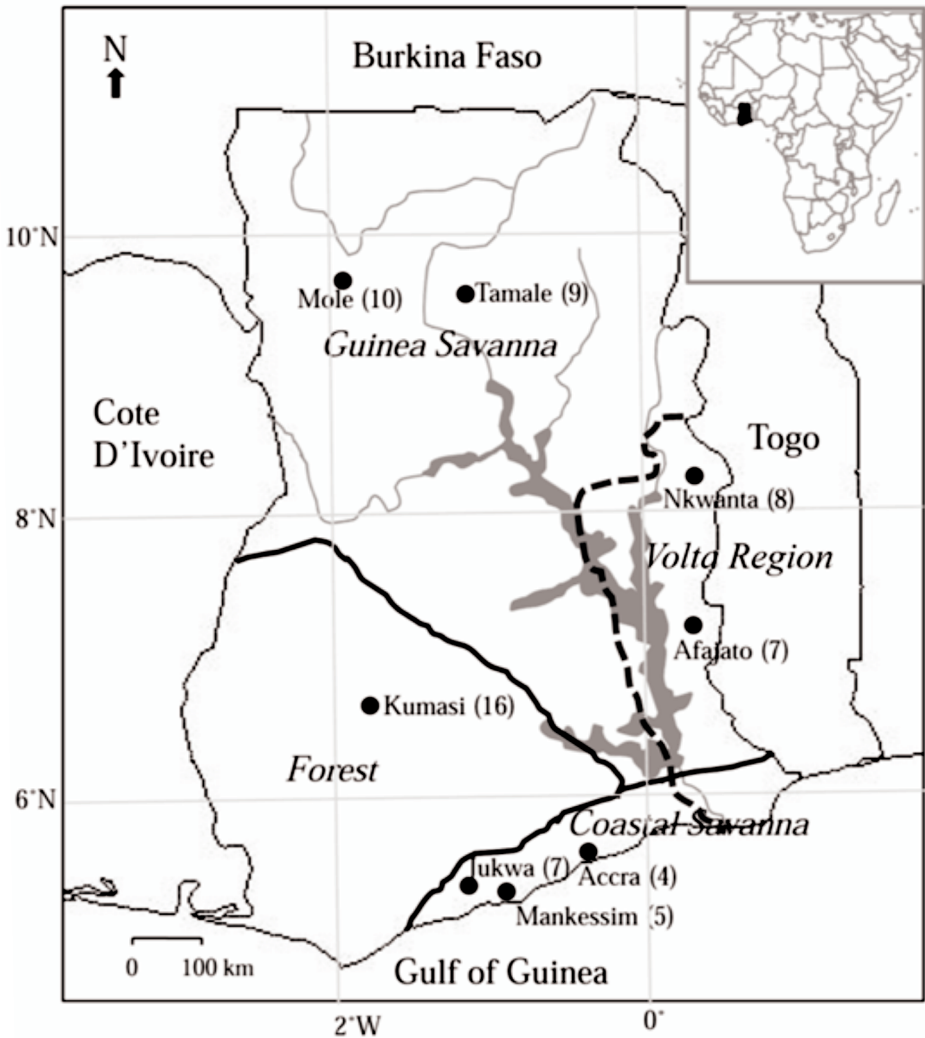 N
Burkina Faso
10°N
Mole (10)
Tamale (9)
Guinea Savanna
Cote
D'Ivoire
Togo
Nkwanta (8)
8°N
Volta Region
Afajato (7)
Kumasi (16)
Forest
6°N
Coastal Savanna
Jukwa (7)
Accra (4)
Mankessim (5)
0 100 km
Gulf of Guinea
2°W
0°